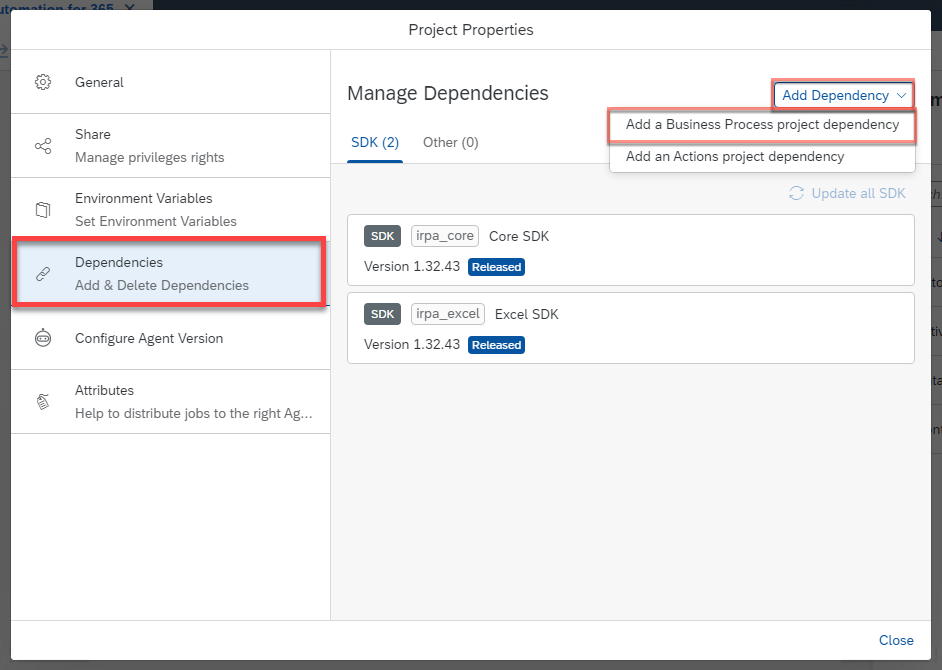 utomation for 365
Project Properties
General
Share
Manage privileges rights
Environment Variables
Set Environment Variables
Dependencies
Add & Delete Dependencies
Configure Agent Version
Attributes
Help to distribute jobs to the right Ag...
Manage Dependencies
Add Dependency
Add a Business Process project dependency
Add an Actions project dependency
SDK (2)
Other (0)
Update all SDK
SDK irpa_core Core SDK
Version 1.32.43 Released
SDK irpa_excel Excel SDK
Version 1.32.43 Released
Close